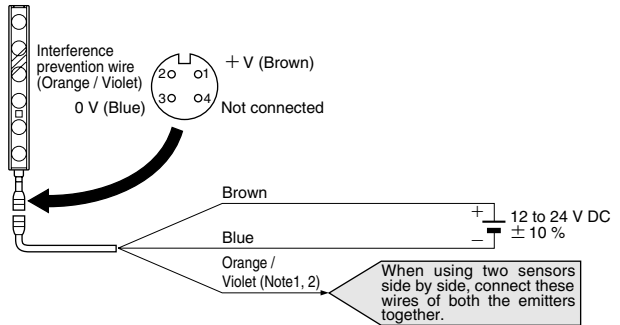 Interference
prevention wire
(Orange / Violet)
+ V (Brown)
2 1
3 4
0 V (Blue)
Not connected
Brown
+
12 to 24 V DC
± 10 %
Blue
−
Orange /
Violet (Note1, 2)
When using two sensors
side by side, connect these
wires of both the emitters
together.